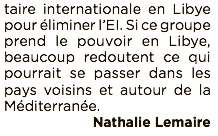 taire internationale en Libye
pour éliminer l'EI. Si ce groupe
prend le pouvoir en Libye,
beaucoup redoutent ce qui
pourrait se passer dans les
pays voisins et autour de la
Méditerranée.
Nathalie Lemaire